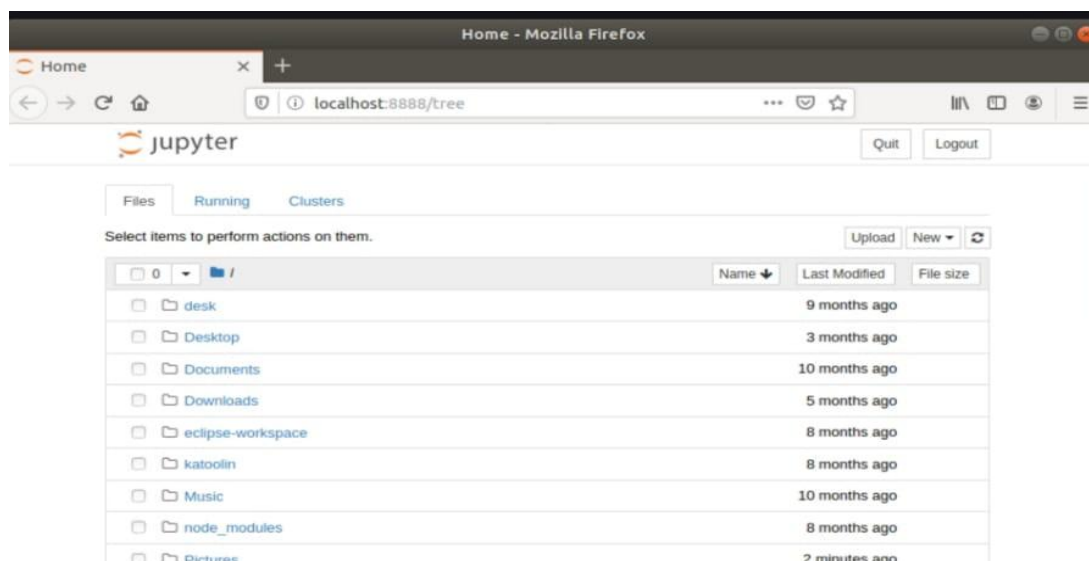 Home - Mozilla Firefox
Home
localhost:8888/tree
jupyter
Quit Logout
Files Running Clusters
Select items to perform actions on them.
Upload New
0 / Name Last Modified File size
desk 9 months ago
Desktop 3 months ago
Documents 10 months ago
Downloads 5 months ago
eclipse-workspace 8 months ago
katoolin 8 months ago
Music 10 months ago
node_modules 8 months ago
Pictures 2 minutes ago